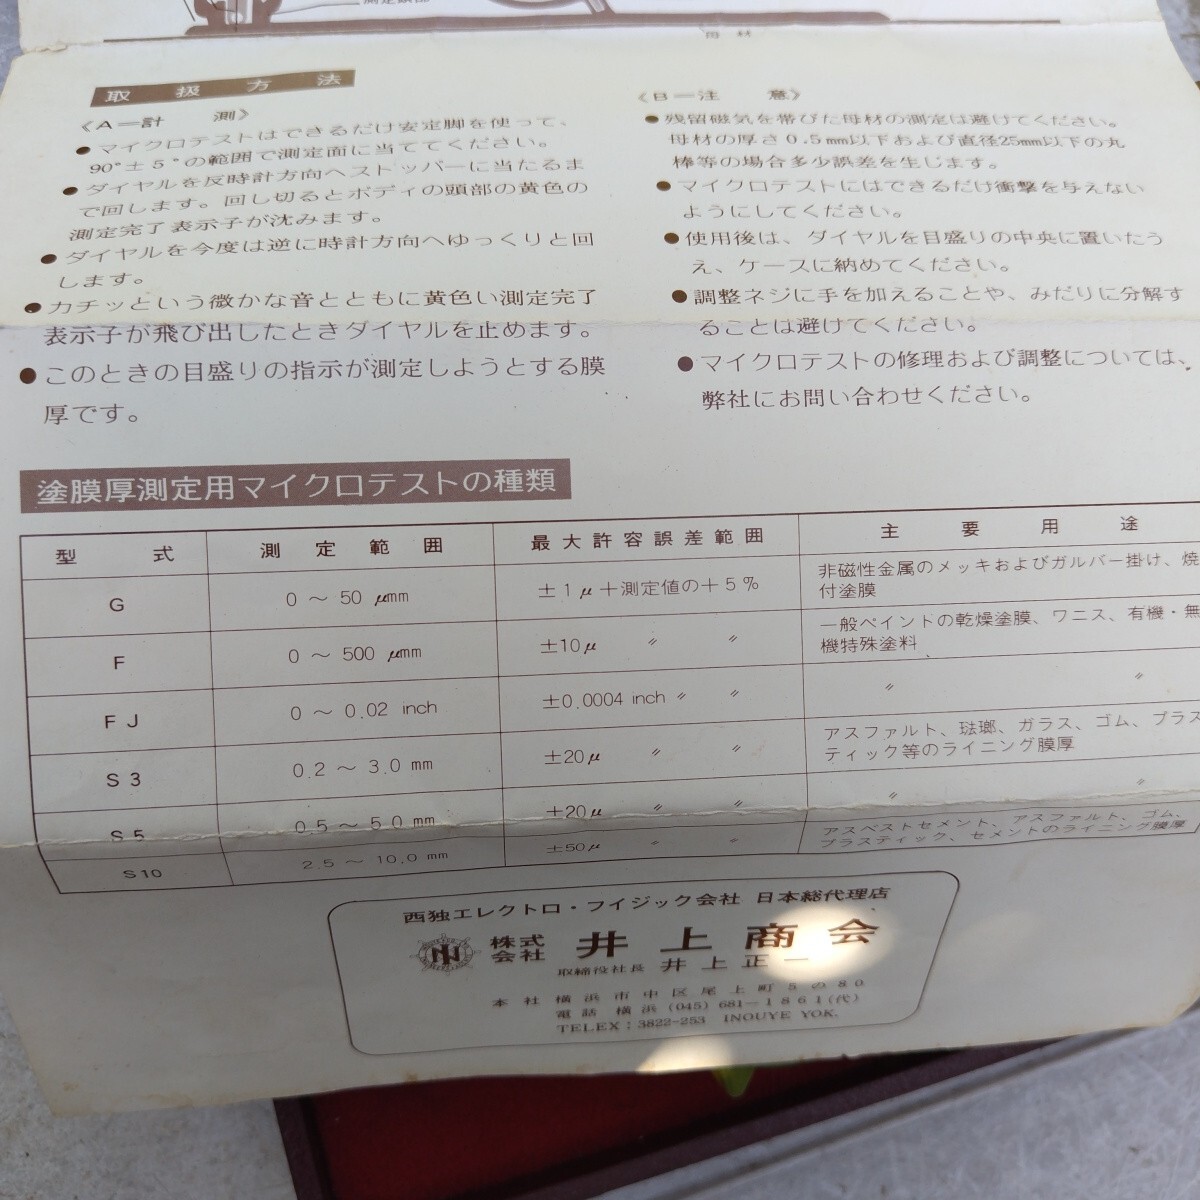 母材
取扱方法
《A－計 測》
● マイクロテストはできるだけ安定脚を使って、
90°±5°の範囲で測定面に当ててください。
● ダイヤルを反時計方向へストッパーに当たるま
で回します。回し切るとボディの頭部の黄色の
測定完了表示子が沈みます。
● ダイヤルを今度は逆に時計方向へゆっくりと回
します。
● カチッという微かな音とともに黄色い測定完了
表示子が飛び出したときダイヤルを止めます。
● このときの目盛りの指示が測定しようとする膜
厚です。
《B－注 意》
● 残留磁気を帯びた母材の測定は避けてください。
母材の厚さ0.5mm以下および直径25mm以下の丸
棒等の場合多少誤差を生じます。
● マイクロテストにはできるだけ衝撃を与えない
ようにしてください。
● 使用後は、ダイヤルを目盛りの中央に置いたう
え、ケースに納めてください。
● 調整ネジに手を加えることや、みだりに分解す
ることは避けてください。
● マイクロテストの修理および調整については、
弊社にお問い合わせください。
塗膜厚測定用マイクロテストの種類
型 式 測 定 範 囲 最大許容誤差範囲 主 要 用 途
G 0 ～ 50 μmm ±1μ＋測定値の＋5% 非磁性金属のメッキおよびガルバー掛け、焼
付塗膜
F 0 ～ 500 μmm ±10μ 〃 〃 一般ペイントの乾燥塗膜、ワニス、有機・無
機特殊塗料
FJ 0 ～ 0.02 inch ±0.0004 inch 〃 〃 〃 〃
S3 0.2 ～ 3.0 mm ±20μ 〃 〃 アスファルト、琺瑯、ガラス、ゴム、プラス
ティック等のライニング膜厚
S5 0.5 ～ 5.0 mm ±20μ 〃 〃 〃 〃
S10 2.5 ～ 10.0 mm ±50μ 〃 〃 アスベストセメント、アスファルト、ゴム、
プラスティック、セメントのライニング膜厚
西独エレクトロ・フイジック会社 日本総代理店
株式会社 井上商会
取締役社長 井上正一
本社 横浜市中区尾上町5の80
電話 横浜 (045) 681-1861(代)
TELEX：3822-253 INOUYE YOK.